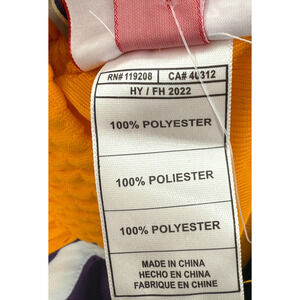 RN# 119208 CA# 40312
HY / FH 2022
100% POLYESTER
100% POLIESTER
100% POLYESTER
MADE IN CHINA
HECHO EN CHINA
FABRIQUE EN CHINE